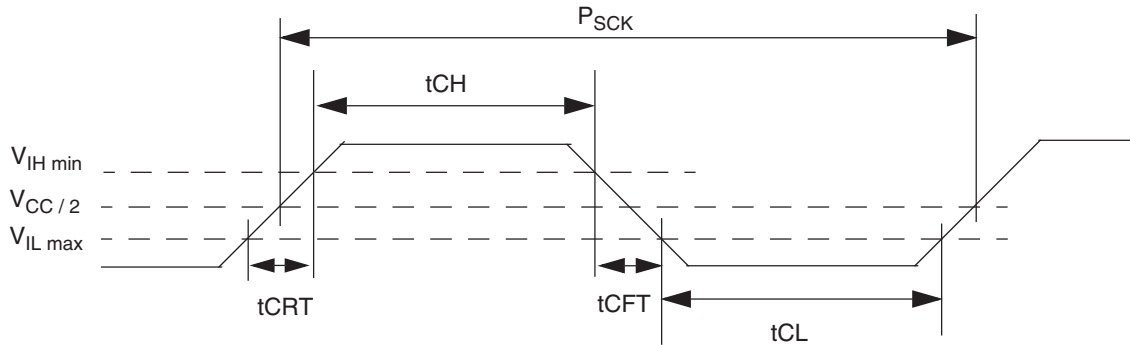 PSCK
tCH
VIH min
VCC / 2
VIL max
tCRT
tCFT
tCL